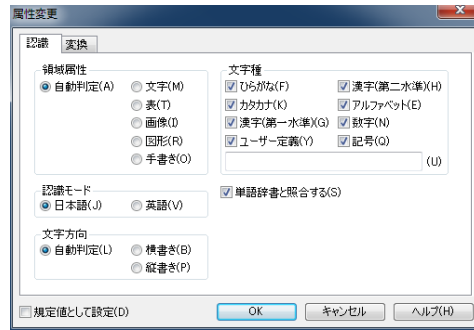 属性変更
認識 変換
領域属性
自動判定(A) 文字(M)
表(T)
画像(I)
図形(R)
手書き(O)
文字種
ひらがな(F) 漢字(第二水準)(H)
カタカナ(K) アルファベット(E)
漢字(第一水準)(G) 数字(N)
ユーザー定義(Y) 記号(Q)
(U)
認識モード
日本語(J) 英語(V)
単語辞書と照合する(S)
文字方向
自動判定(L) 横書き(B)
縦書き(P)
規定値として設定(D) OK キャンセル ヘルプ(H)